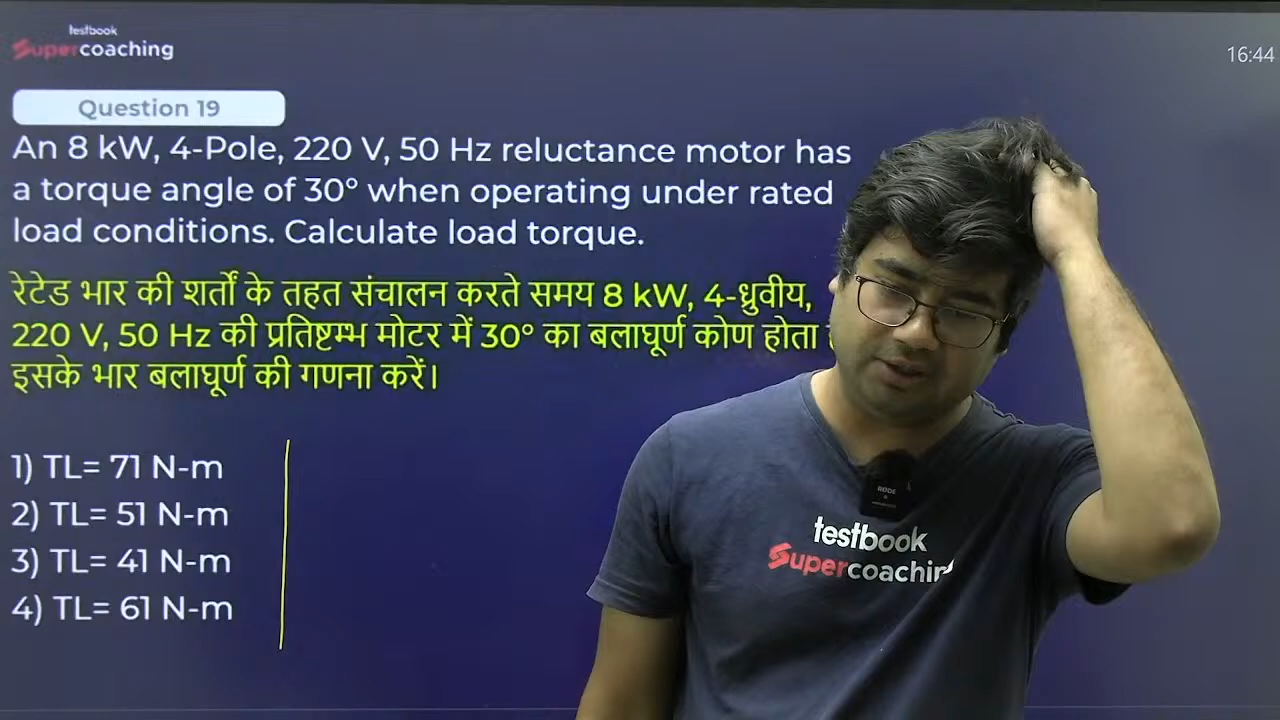 testbook
Supercoaching
16:44
Question 19
An 8 kW, 4-Pole, 220 V, 50 Hz reluctance motor has
a torque angle of 30° when operating under rated
load conditions. Calculate load torque.
रेटेड भार की शर्तों के तहत संचालन करते समय 8 kW, 4-ध्रुवीय,
220 V, 50 Hz की प्रतिष्टम्भ मोटर में 30° का बलाघूर्ण कोण होता
इसके भार बलाघूर्ण की गणना करें।
1) TL= 71 N-m
2) TL= 51 N-m
3) TL= 41 N-m
4) TL= 61 N-m
RODE
testbook
Supercoachin